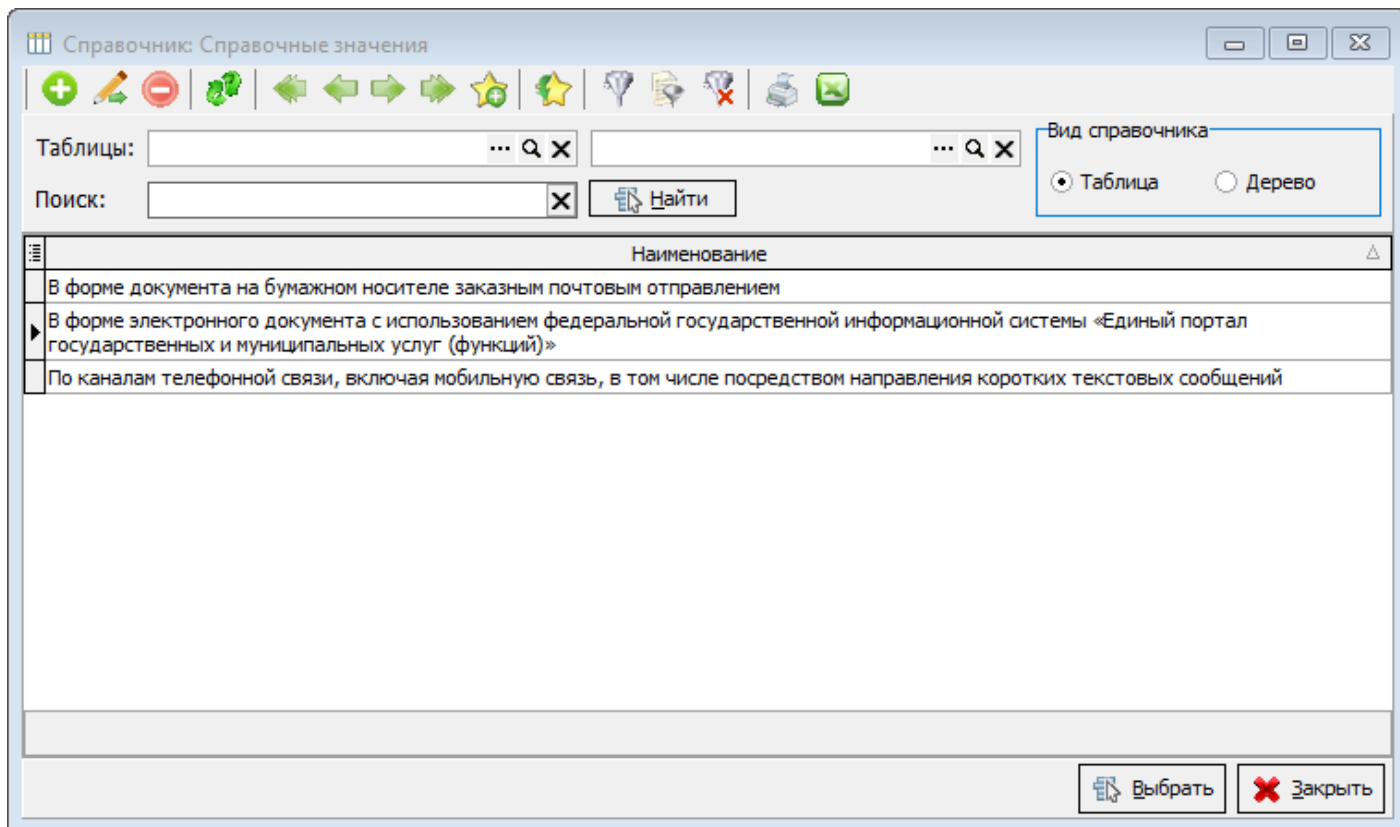 Справочник: Справочные значения
Таблицы:
Вид справочника
Таблица Дерево
Поиск:
Найти
Наименование
В форме документа на бумажном носителе заказным почтовым отправлением
В форме электронного документа с использованием федеральной государственной информационной системы «Единый портал
государственных и муниципальных услуг (функций)»
По каналам телефонной связи, включая мобильную связь, в том числе посредством направления коротких текстовых сообщений
Выбрать Закрыть